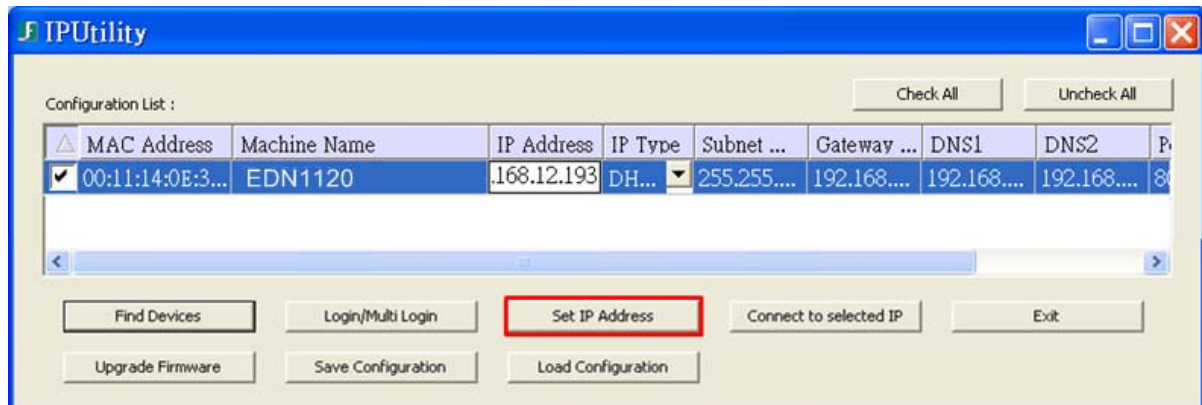 IPUtility
Configuration List :
Check All
Uncheck All
MAC Address Machine Name IP Address IP Type Subnet ... Gateway ... DNS1 DNS2 P
00:11:14:0E:3... EDN1120 .168.12.193 DH... 255.255.... 192.168.... 192.168.... 192.168.... 80
Find Devices Login/Multi Login Set IP Address Connect to selected IP Exit
Upgrade Firmware Save Configuration Load Configuration